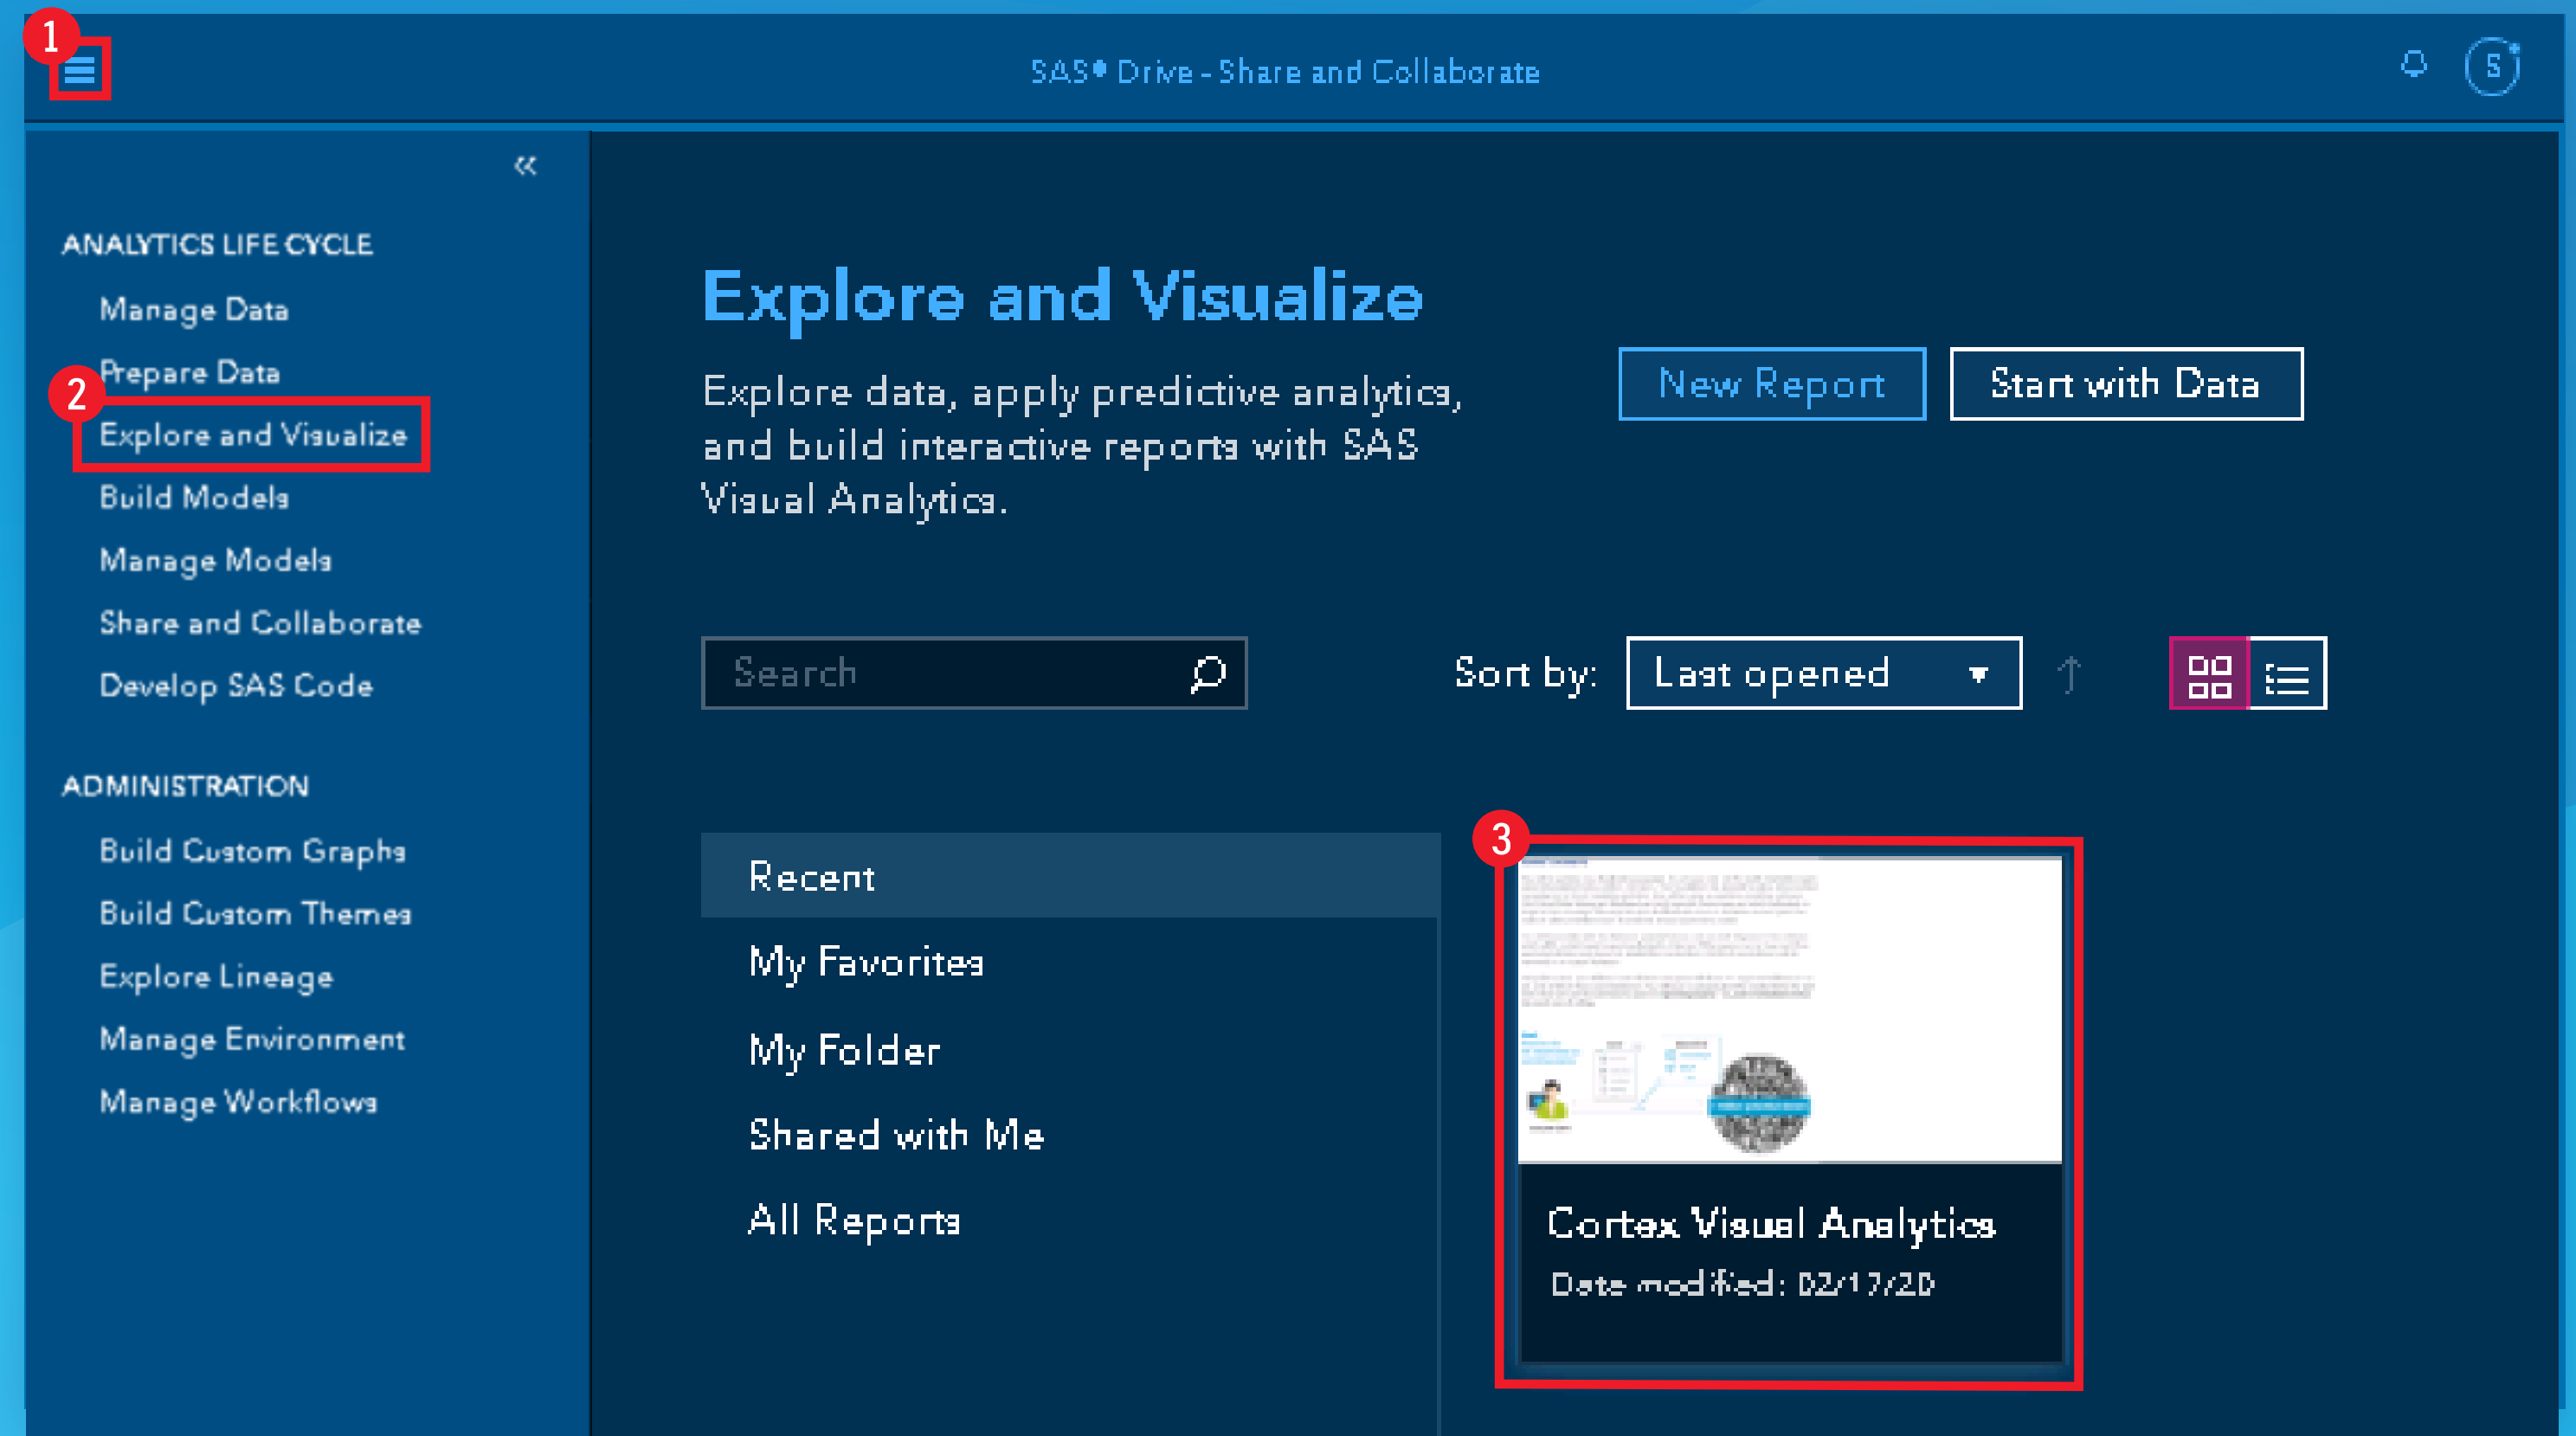 1
SAS® Drive - Share and Collaborate
S
ANALYTICS LIFE CYCLE
Manage Data
Prepare Data
2
Explore and Visualize
Build Models
Manage Models
Share and Collaborate
Develop SAS Code
ADMINISTRATION
Build Custom Graphs
Build Custom Themes
Explore Lineage
Manage Environment
Manage Workflows
Explore and Visualize
Explore data, apply predictive analytics,
and build interactive reports with SAS
Visual Analytics.
New Report
Start with Data
Search
Sort by:
Last opened
Recent
My Favorites
My Folder
Shared with Me
All Reports
3
Cortex Visual Analytics
Date modified: 02/17/20